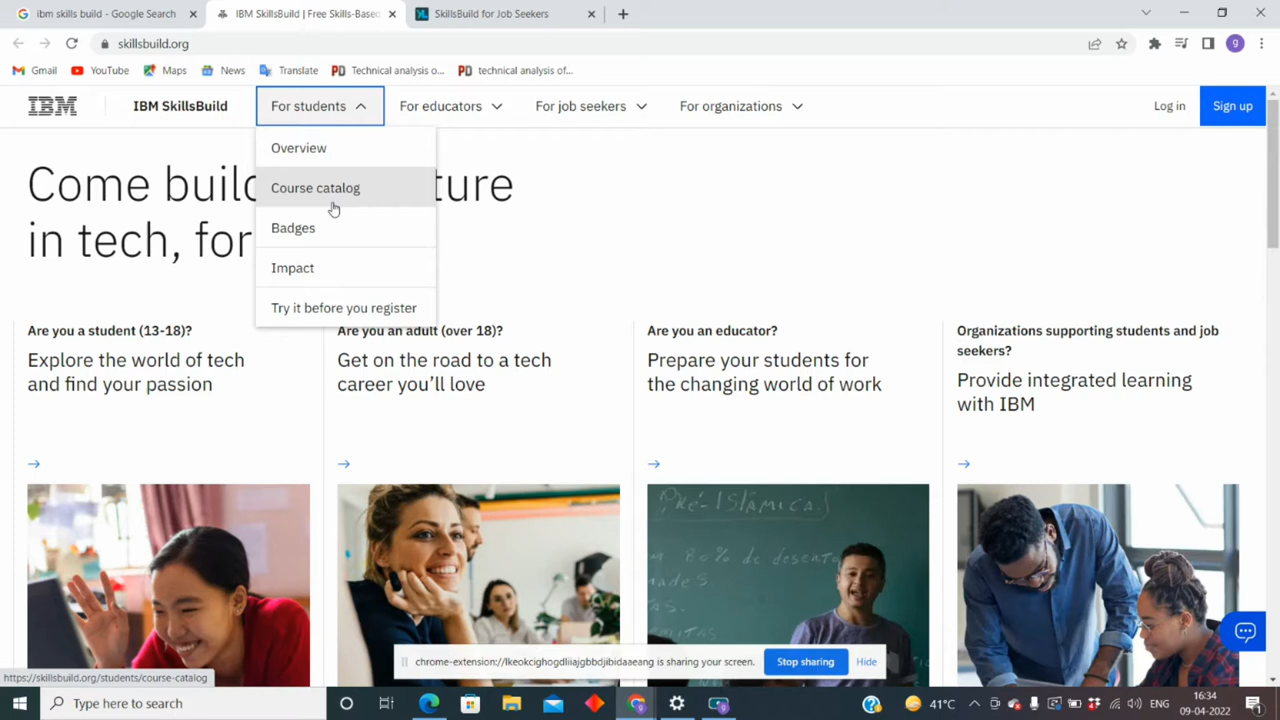 ibm skills build - Google Search
IBM SkillsBuild | Free Skills-Based
SkillsBuild for Job Seekers
skillsbuild.org
g
Gmail
YouTube
Maps
News
Translate
Technical analysis o...
technical analysis of...
IBM
IBM SkillsBuild
For students
For educators
For job seekers
For organizations
Log in
Sign up
Overview
Course catalog
Badges
Impact
Try it before you register
Come
ture
in tech, for
Are you a student (13-18)?
Explore the world of tech
and find your passion
Are you an adult (over 18)?
Get on the road to a tech
career you'll love
Are you an educator?
Prepare your students for
the changing world of work
Organizations supporting students and job
seekers?
Provide integrated learning
with IBM
chrome-extension://lkeokcighogdliiajgbbdjibidaaeang is sharing your screen.
Stop sharing
Hide
https://skillsbuild.org/students/course-catalog
Type here to search
41°C
ENG
16:34
09-04-2022